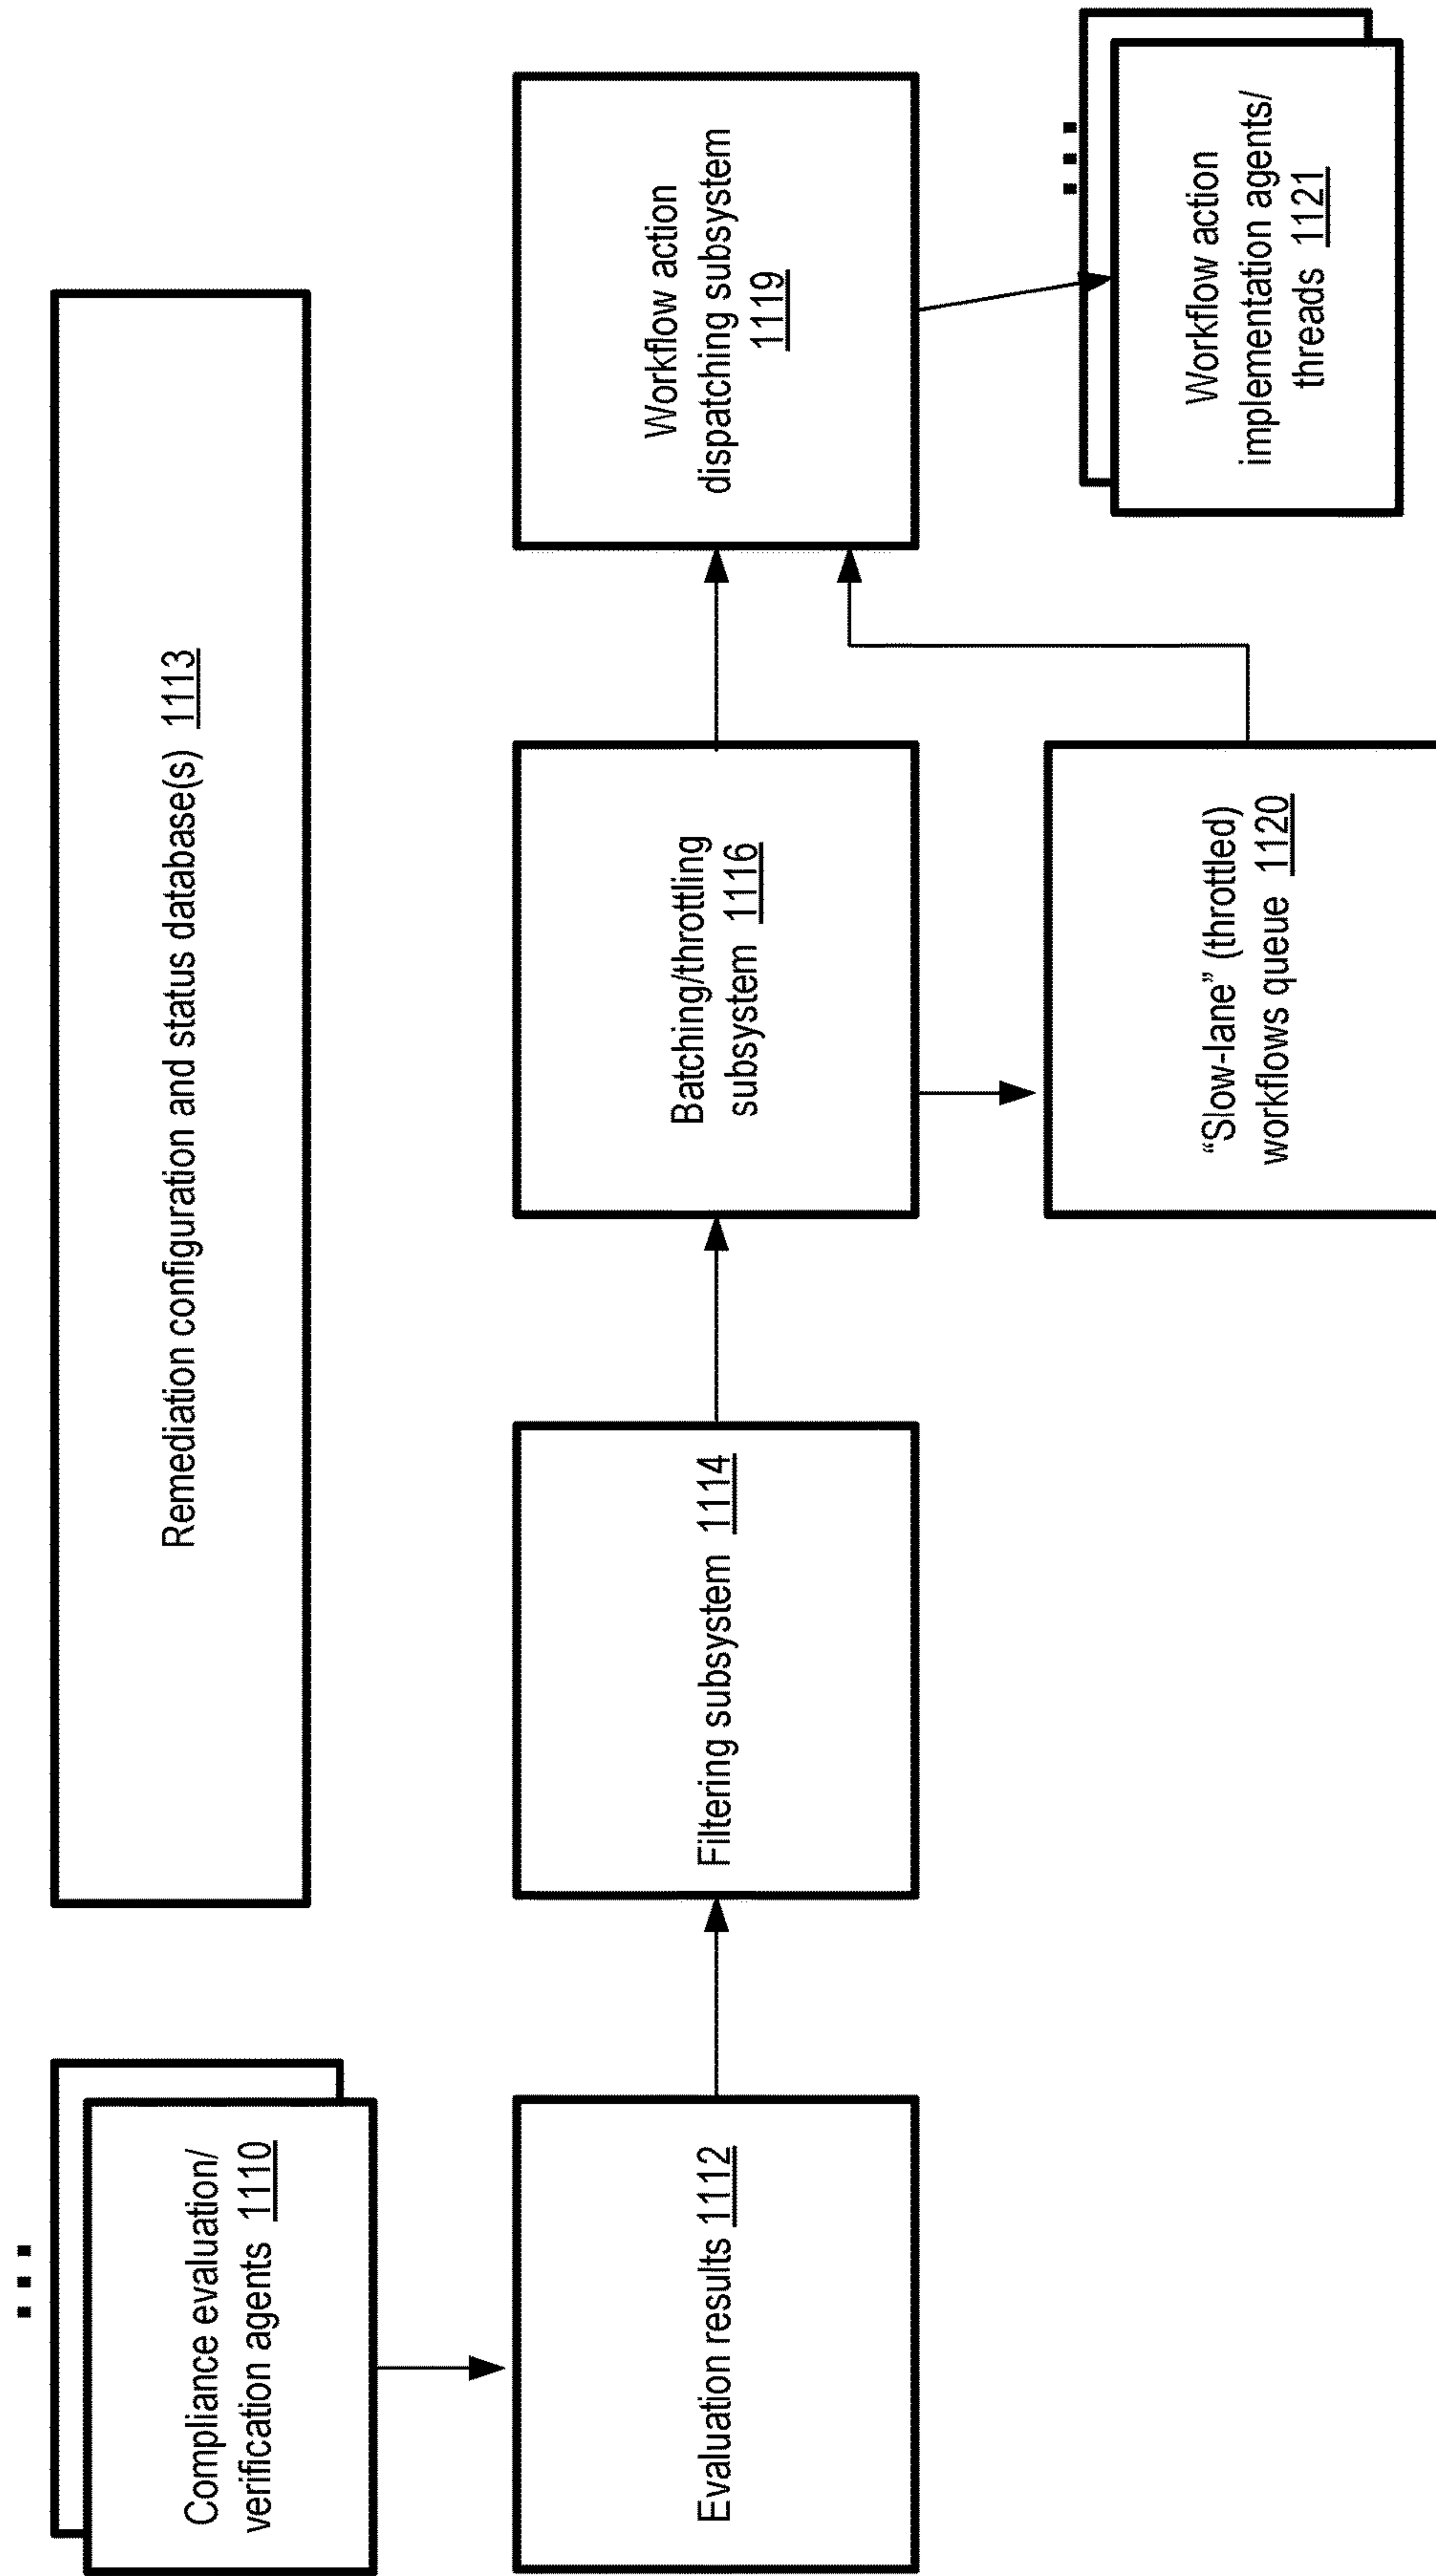 Compliance evaluation/
verification agents 1110
Remediation configuration and status database(s) 1113
Evaluation results 1112
Filtering subsystem 1114
Batching/throttling
subsystem 1116
Workflow action
dispatching subsystem
1119
“Slow-lane” (throttled)
workflows queue 1120
Workflow action
implementation agents/
threads 1121